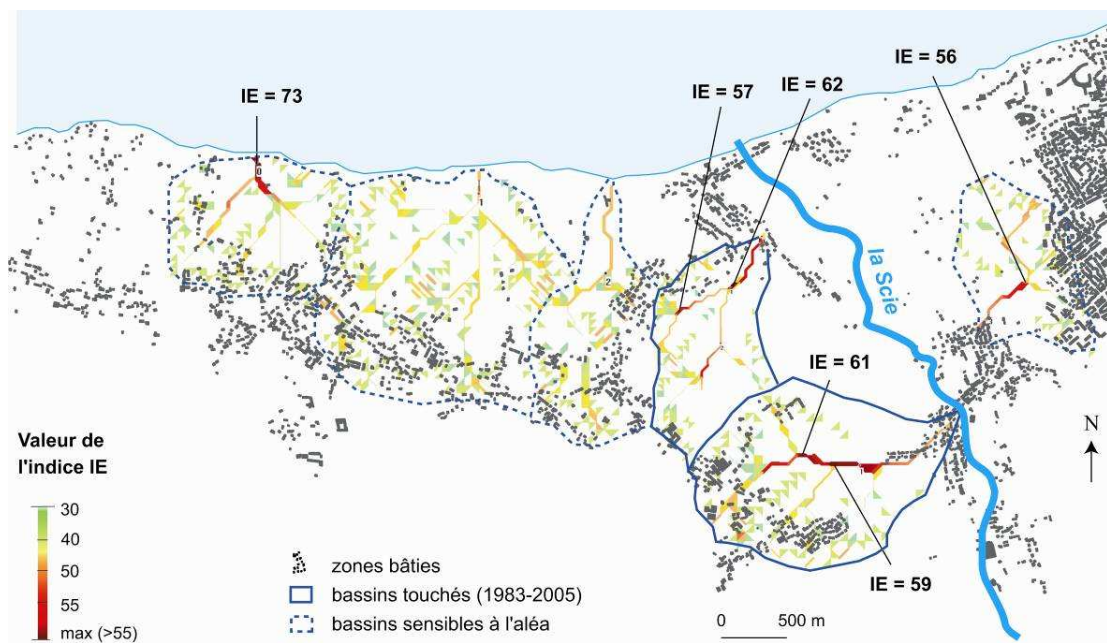 IE = 73
IE = 57
IE = 62
IE = 56
la Scie
IE = 61
IE = 59
N
Valeur de
l'indice IE
30
40
50
55
max (>55)
zones bâties
bassins touchés (1983-2005)
bassins sensibles à l'aléa
0 500 m